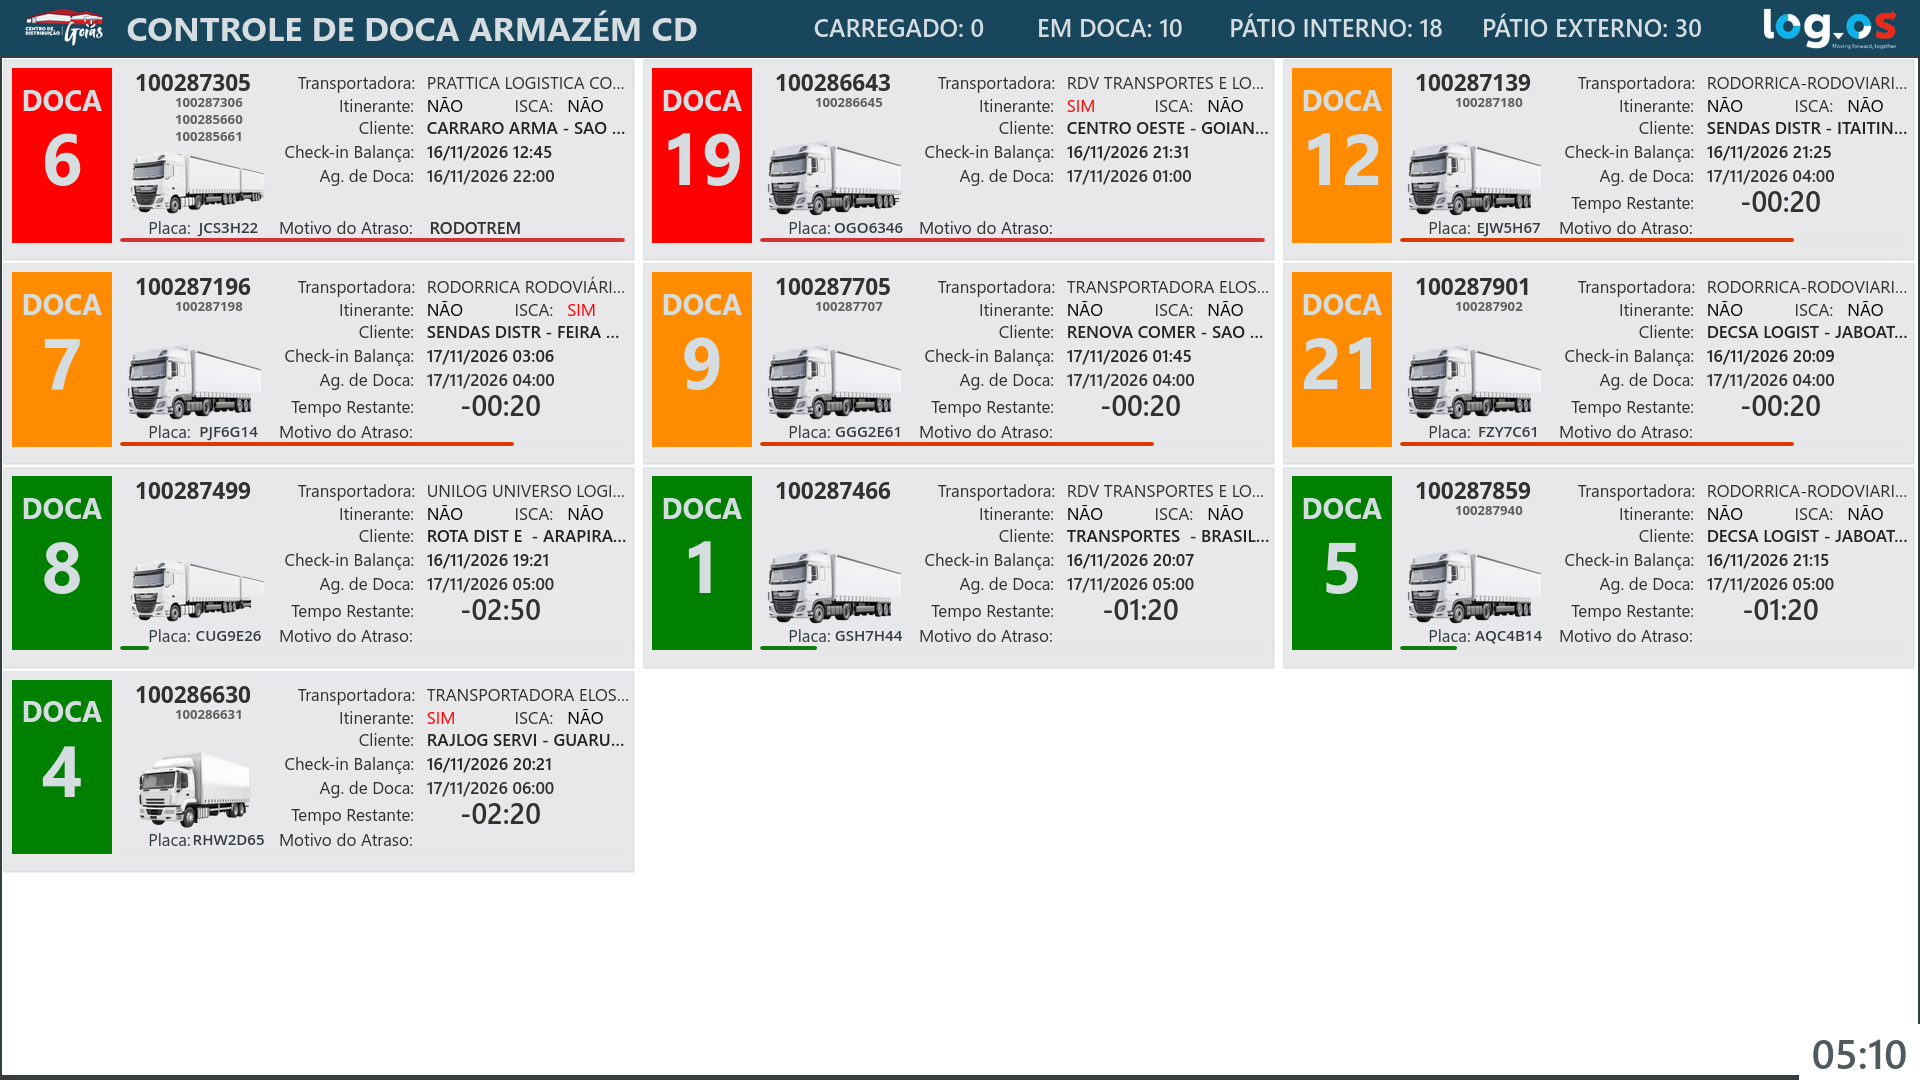 CENTRO DE DISTRIBUIÇÃO Goiás
CONTROLE DE DOCA ARMAZÉM CD
CARREGADO: 0 EM DOCA: 10 PÁTIO INTERNO: 18 PÁTIO EXTERNO: 30
log.os
Moving forward, together
DOCA
6
100287305
100287306
100285660
100285661
Transportadora: PRATTICA LOGISTICA CO...
Itinerante: NÃO ISCA: NÃO
Cliente: CARRARO ARMA - SAO ...
Check-in Balança: 16/11/2026 12:45
Ag. de Doca: 16/11/2026 22:00
Placa: JCS3H22 Motivo do Atraso: RODOTREM
DOCA
19
100286643
100286645
Transportadora: RDV TRANSPORTES E LO...
Itinerante: SIM ISCA: NÃO
Cliente: CENTRO OESTE - GOIAN...
Check-in Balança: 16/11/2026 21:31
Ag. de Doca: 17/11/2026 01:00
Placa: OGO6346 Motivo do Atraso:
DOCA
12
100287139
100287180
Transportadora: RODORRICA-RODOVIARI...
Itinerante: NÃO ISCA: NÃO
Cliente: SENDAS DISTR - ITAITIN...
Check-in Balança: 16/11/2026 21:25
Ag. de Doca: 17/11/2026 04:00
Tempo Restante: -00:20
Placa: EJW5H67 Motivo do Atraso:
DOCA
7
100287196
100287198
Transportadora: RODORRICA RODOVIÁRI...
Itinerante: NÃO ISCA: SIM
Cliente: SENDAS DISTR - FEIRA ...
Check-in Balança: 17/11/2026 03:06
Ag. de Doca: 17/11/2026 04:00
Tempo Restante: -00:20
Placa: PJF6G14 Motivo do Atraso:
DOCA
9
100287705
100287707
Transportadora: TRANSPORTADORA ELOS...
Itinerante: NÃO ISCA: NÃO
Cliente: RENOVA COMER - SAO ...
Check-in Balança: 17/11/2026 01:45
Ag. de Doca: 17/11/2026 04:00
Tempo Restante: -00:20
Placa: GGG2E61 Motivo do Atraso:
DOCA
21
100287901
100287902
Transportadora: RODORRICA-RODOVIARI...
Itinerante: NÃO ISCA: NÃO
Cliente: DECSA LOGIST - JABOAT...
Check-in Balança: 16/11/2026 20:09
Ag. de Doca: 17/11/2026 04:00
Tempo Restante: -00:20
Placa: FZY7C61 Motivo do Atraso:
DOCA
8
100287499
Transportadora: UNILOG UNIVERSO LOGI...
Itinerante: NÃO ISCA: NÃO
Cliente: ROTA DIST E - ARAPIRA...
Check-in Balança: 16/11/2026 19:21
Ag. de Doca: 17/11/2026 05:00
Tempo Restante: -02:50
Placa: CUG9E26 Motivo do Atraso:
DOCA
1
100287466
Transportadora: RDV TRANSPORTES E LO...
Itinerante: NÃO ISCA: NÃO
Cliente: TRANSPORTES - BRASIL...
Check-in Balança: 16/11/2026 20:07
Ag. de Doca: 17/11/2026 05:00
Tempo Restante: -01:20
Placa: GSH7H44 Motivo do Atraso:
DOCA
5
100287859
100287940
Transportadora: RODORRICA-RODOVIARI...
Itinerante: NÃO ISCA: NÃO
Cliente: DECSA LOGIST - JABOAT...
Check-in Balança: 16/11/2026 21:15
Ag. de Doca: 17/11/2026 05:00
Tempo Restante: -01:20
Placa: AQC4B14 Motivo do Atraso:
DOCA
4
100286630
100286631
Transportadora: TRANSPORTADORA ELOS...
Itinerante: SIM ISCA: NÃO
Cliente: RAJLOG SERVI - GUARU...
Check-in Balança: 16/11/2026 20:21
Ag. de Doca: 17/11/2026 06:00
Tempo Restante: -02:20
Placa: RHW2D65 Motivo do Atraso:
05:10